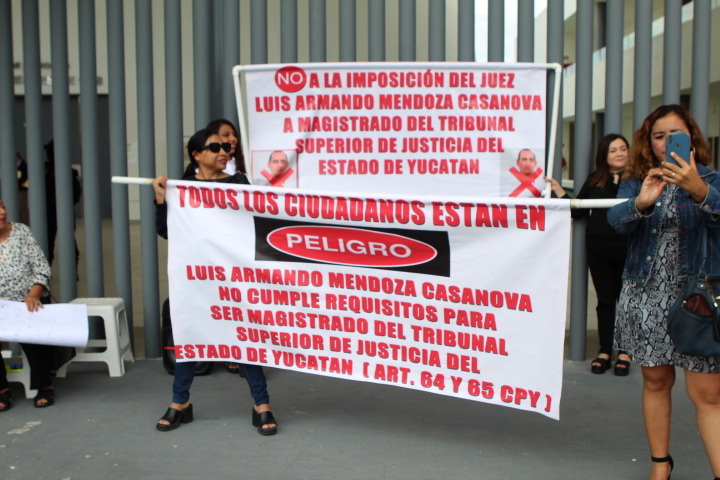 NO A LA IMPOSICIÓN DEL JUEZ
LUIS ARMANDO MENDOZA CASANOVA
A MAGISTRADO DEL TRIBUNAL
SUPERIOR DE JUSTICIA DEL
ESTADO DE YUCATAN
TODOS LOS CIUDADANOS ESTAN EN
PELIGRO
LUIS ARMANDO MENDOZA CASANOVA
NO CUMPLE REQUISITOS PARA
SER MAGISTRADO DEL TRIBUNAL
SUPERIOR DE JUSTICIA DEL
ESTADO DE YUCATAN ( ART. 64 Y 65 CPY )